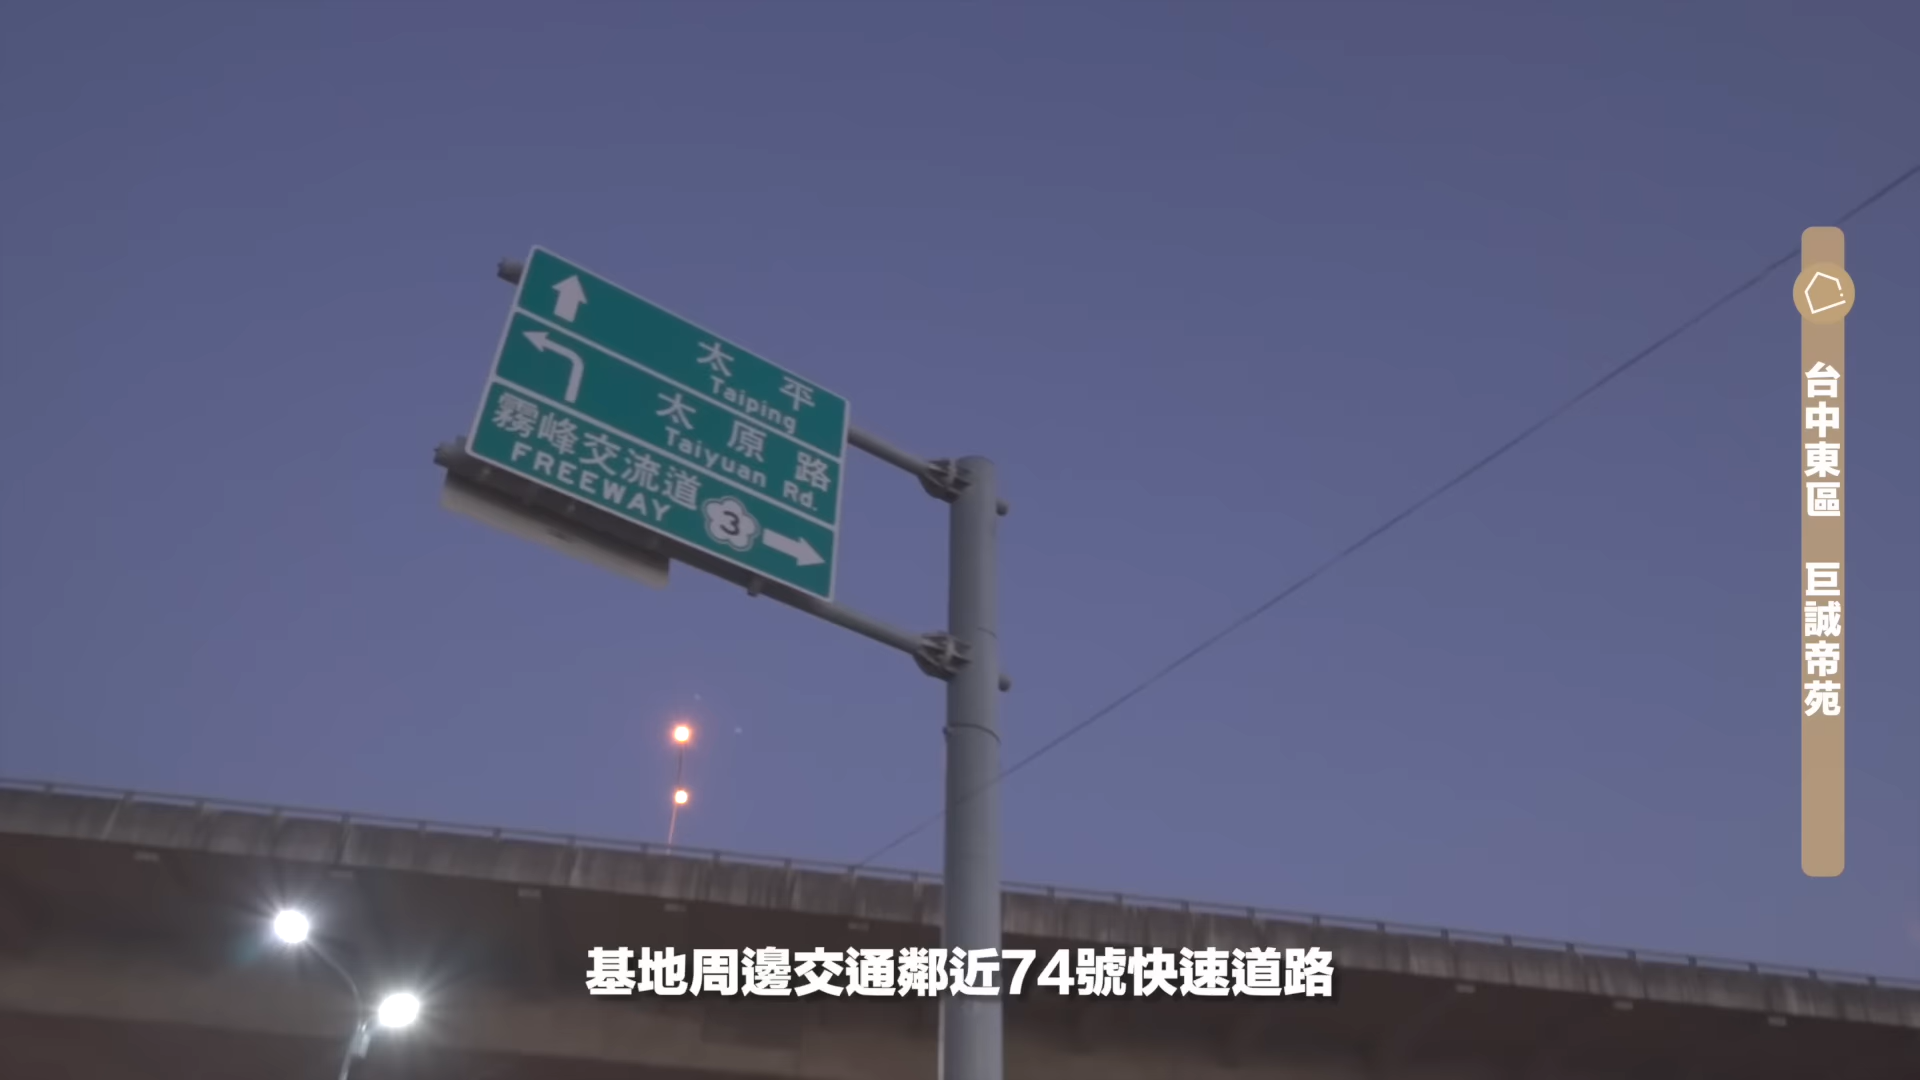 太平
Taiping
太原路
Taiyuan Rd.
霧峰交流道
FREEWAY
3
台中東區 巨誠帝苑
基地周邊交通鄰近74號快速道路